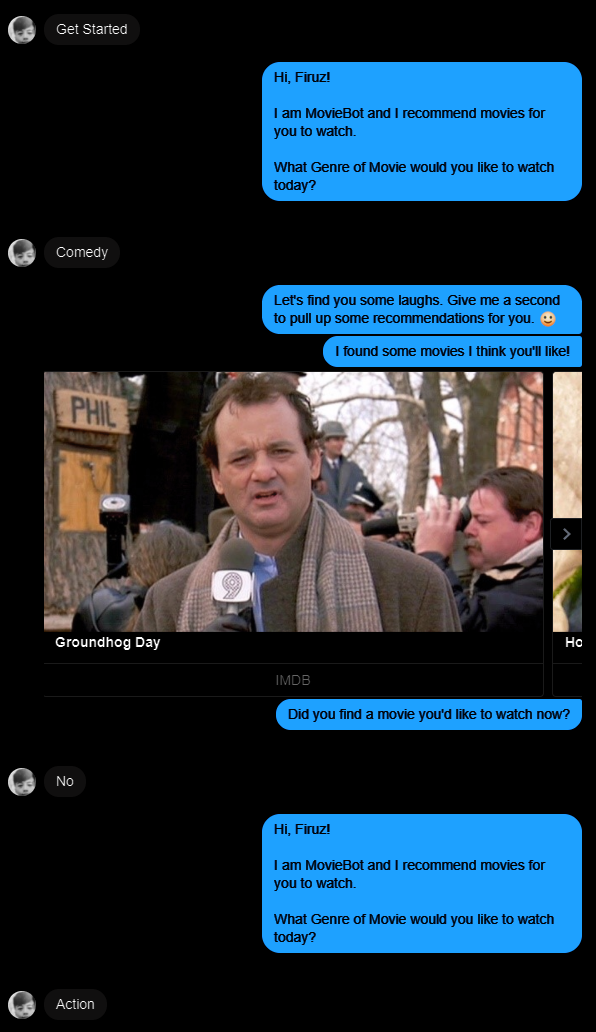 Get Started
Hi, Firuz!
I am MovieBot and I recommend movies for
you to watch.
What Genre of Movie would you like to watch
today?
Comedy
Let's find you some laughs. Give me a second
to pull up some recommendations for you. 🙂
I found some movies I think you'll like!
PHIL
9
Groundhog Day
Ho
IMDB
Did you find a movie you'd like to watch now?
No
Hi, Firuz!
I am MovieBot and I recommend movies for
you to watch.
What Genre of Movie would you like to watch
today?
Action